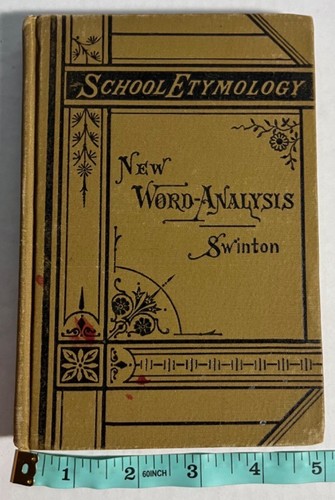 SCHOOL ETYMOLOGY
NEW
WORD-ANALYSIS
Swinton
1 2 60INCH 3 4 5